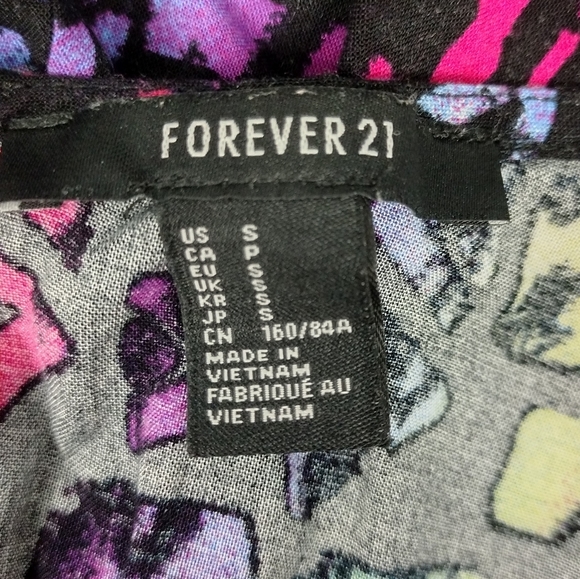 FOREVER 21
US S
CA P
EU S
UK S
KR S
JP S
CN 160/84A
MADE IN
VIETNAM
FABRIQUÉ AU
VIETNAM